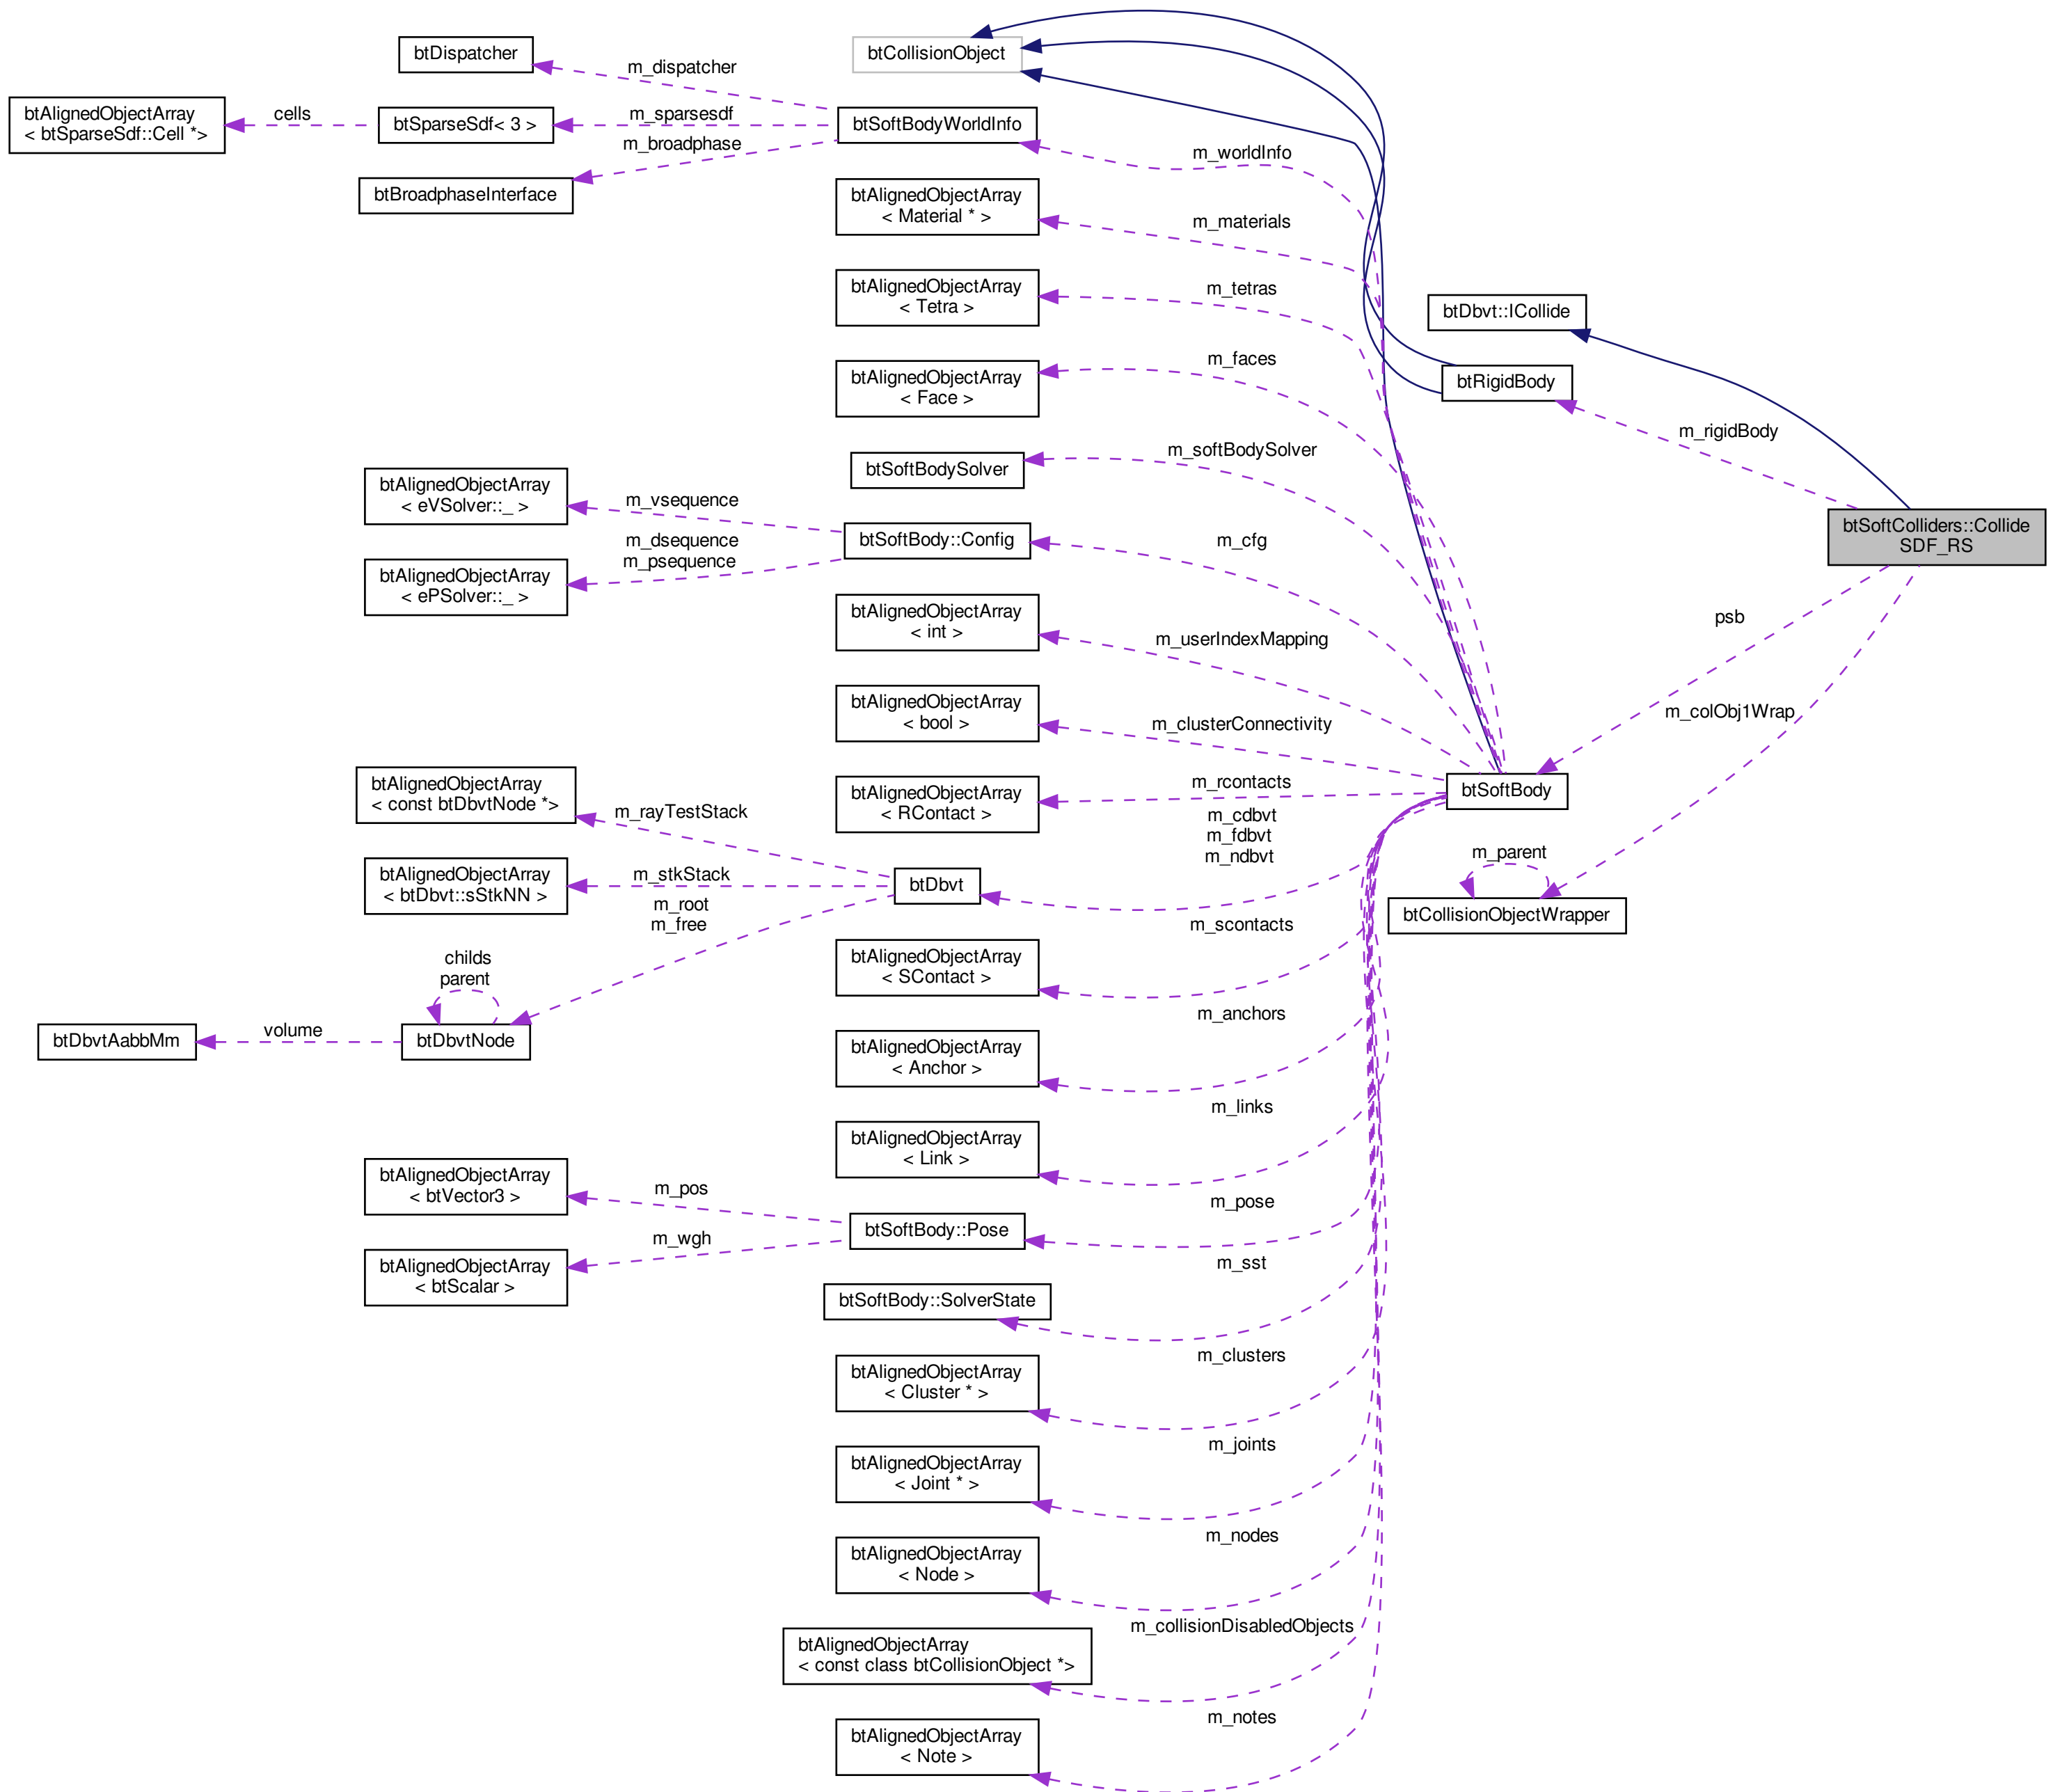 btDispatcher
m_dispatcher
btCollisionObject
btAlignedObjectArray
< btSparseSdf::Cell *>
cells
btSparseSdf< 3 >
m_sparsesdf
btSoftBodyWorldInfo
m_broadphase
btBroadphaseInterface
m_worldInfo
btAlignedObjectArray
< Material * >
m_materials
btAlignedObjectArray
< Tetra >
m_tetras
btDbvt::ICollide
btAlignedObjectArray
< Face >
m_faces
btRigidBody
m_rigidBody
btSoftBodySolver
m_softBodySolver
btSoftColliders::Collide
SDF_RS
btAlignedObjectArray
< eVSolver::_ >
m_vsequence
btSoftBody::Config
m_cfg
m_dsequence
m_psequence
btAlignedObjectArray
< ePSolver::_ >
btAlignedObjectArray
< int >
m_userIndexMapping
psb
btAlignedObjectArray
< bool >
m_clusterConnectivity
m_colObj1Wrap
btAlignedObjectArray
< const btDbvtNode *>
m_rayTestStack
btAlignedObjectArray
< RContact >
m_rcontacts
btSoftBody
m_cdbvt
m_fdbvt
m_ndbvt
btAlignedObjectArray
< btDbvt::sStkNN >
m_stkStack
btDbvt
m_parent
btCollisionObjectWrapper
m_root
m_free
m_scontacts
btAlignedObjectArray
< SContact >
childs
parent
btDbvtAabbMm
volume
btDbvtNode
m_anchors
btAlignedObjectArray
< Anchor >
m_links
btAlignedObjectArray
< Link >
btAlignedObjectArray
< btVector3 >
m_pos
m_pose
btSoftBody::Pose
m_wgh
btAlignedObjectArray
< btScalar >
m_sst
btSoftBody::SolverState
m_clusters
btAlignedObjectArray
< Cluster * >
m_joints
btAlignedObjectArray
< Joint * >
m_nodes
btAlignedObjectArray
< Node >
m_collisionDisabledObjects
btAlignedObjectArray
< const class btCollisionObject *>
m_notes
btAlignedObjectArray
< Note >